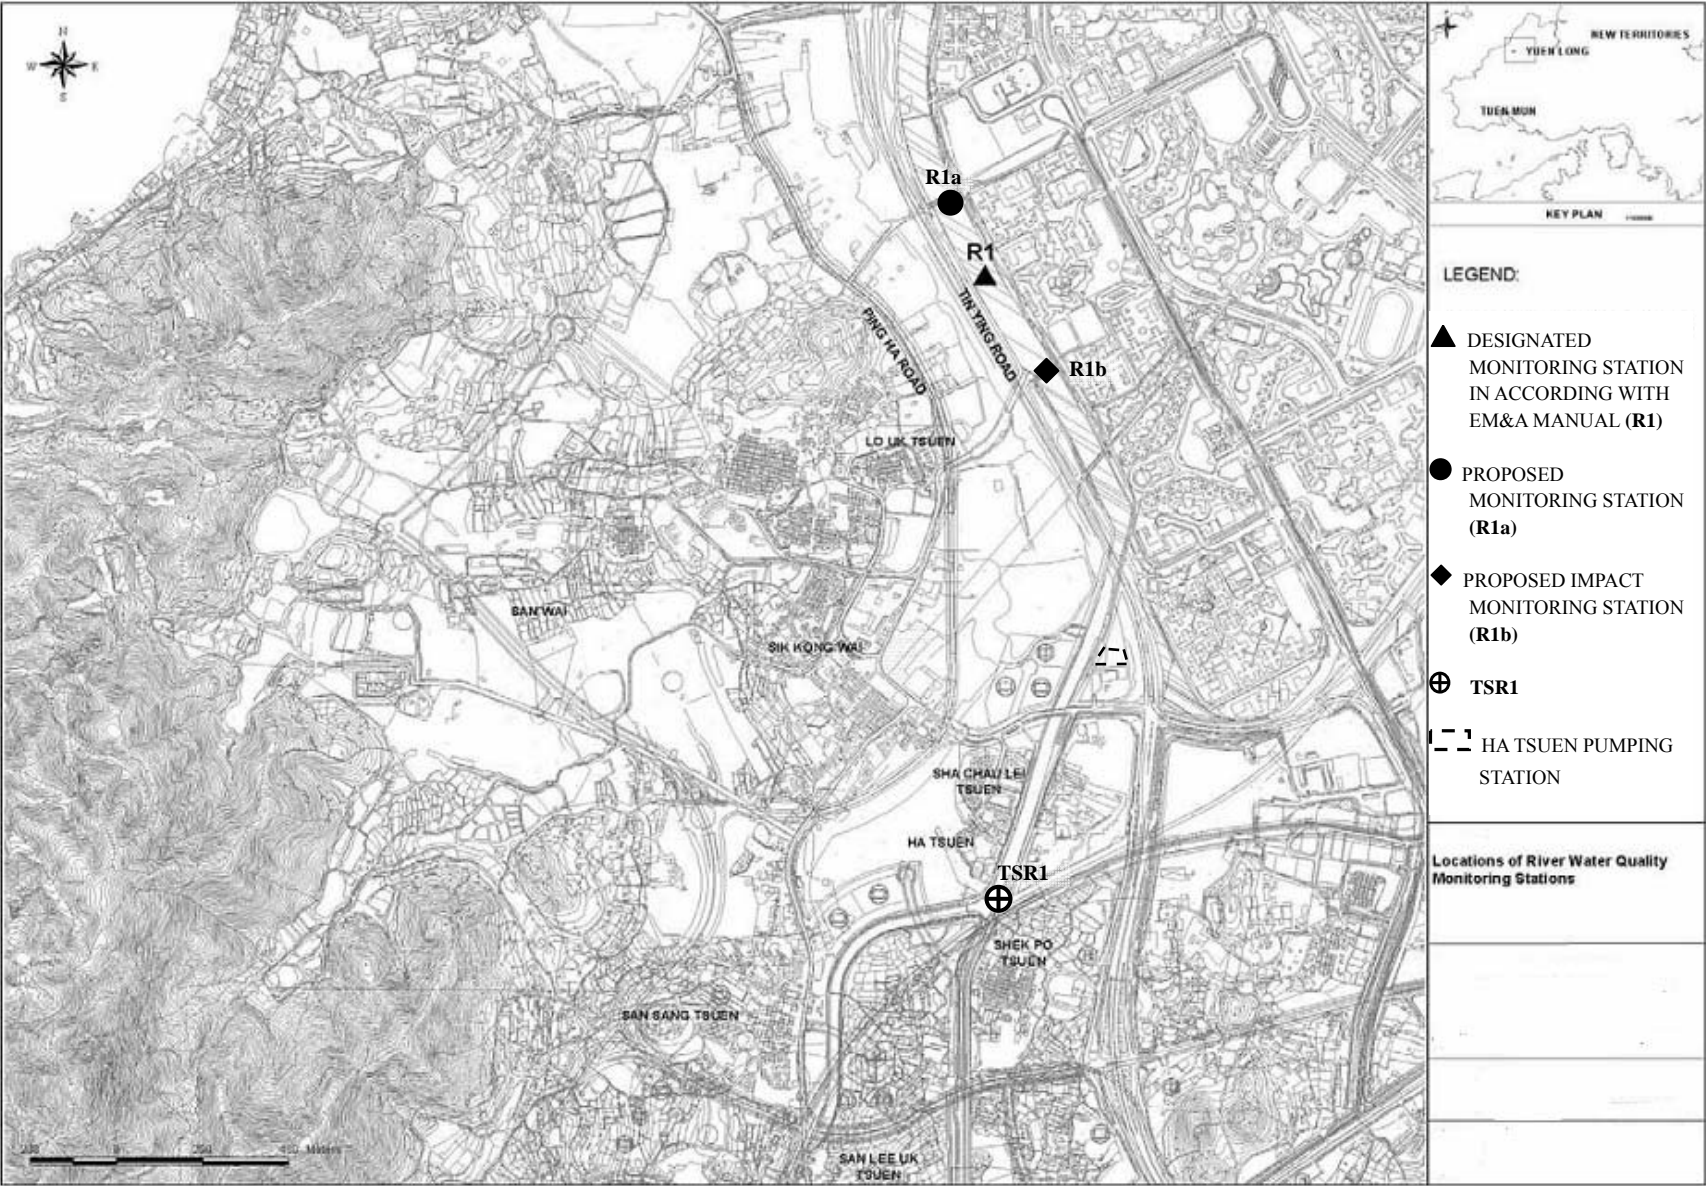 N
W E
S
R1a
R1
TIN YING ROAD
PING HA ROAD
R1b
LO UK TSUEN
SAN WAI
SIK KONG WAI
SHA CHAU LEI
TSUEN
HA TSUEN
TSR1
SHEK PO
TSUEN
SAN SANG TSUEN
SAN LEE UK
TSUEN
0
Meters
NEW TERRITORIES
YUEN LONG
TUEN MUN
KEY PLAN
LEGEND:
DESIGNATED
MONITORING STATION
IN ACCORDING WITH
EM&A MANUAL (R1)
PROPOSED
MONITORING STATION
(R1a)
PROPOSED IMPACT
MONITORING STATION
(R1b)
TSR1
HA TSUEN PUMPING
STATION
Locations of River Water Quality
Monitoring Stations